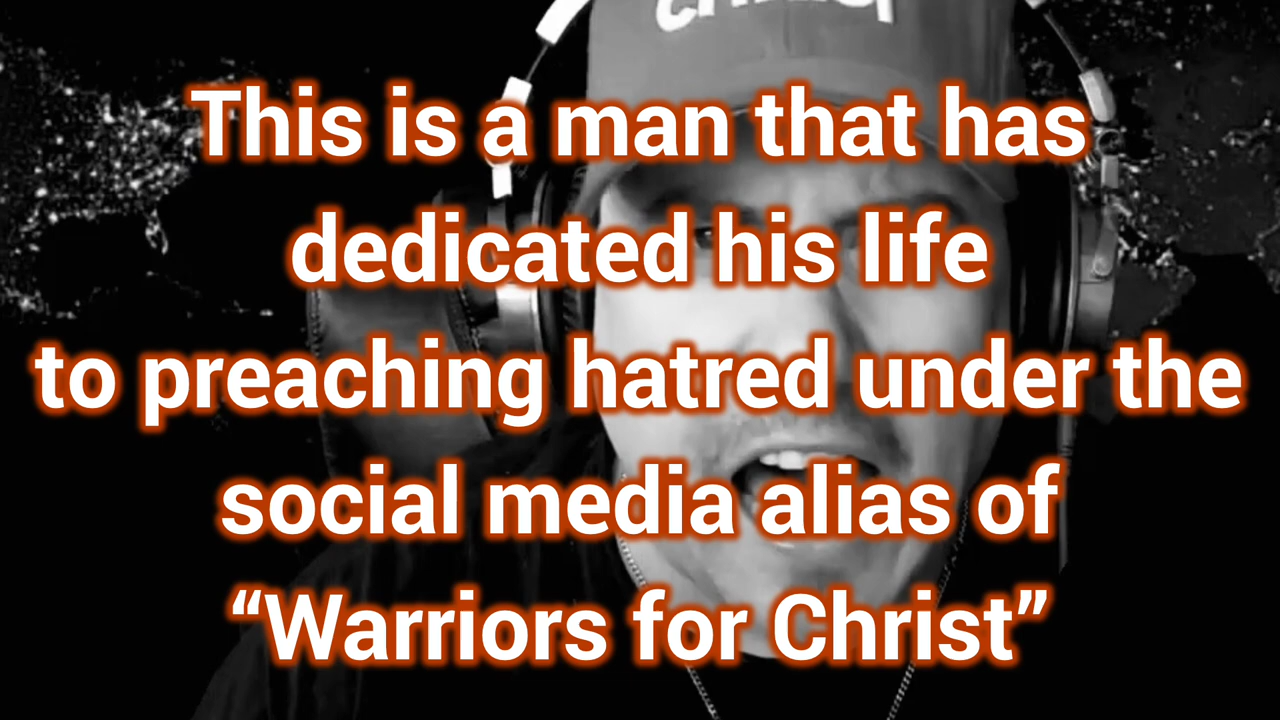 This is a man that has
dedicated his life
to preaching hatred under the
social media alias of
“Warriors for Christ”